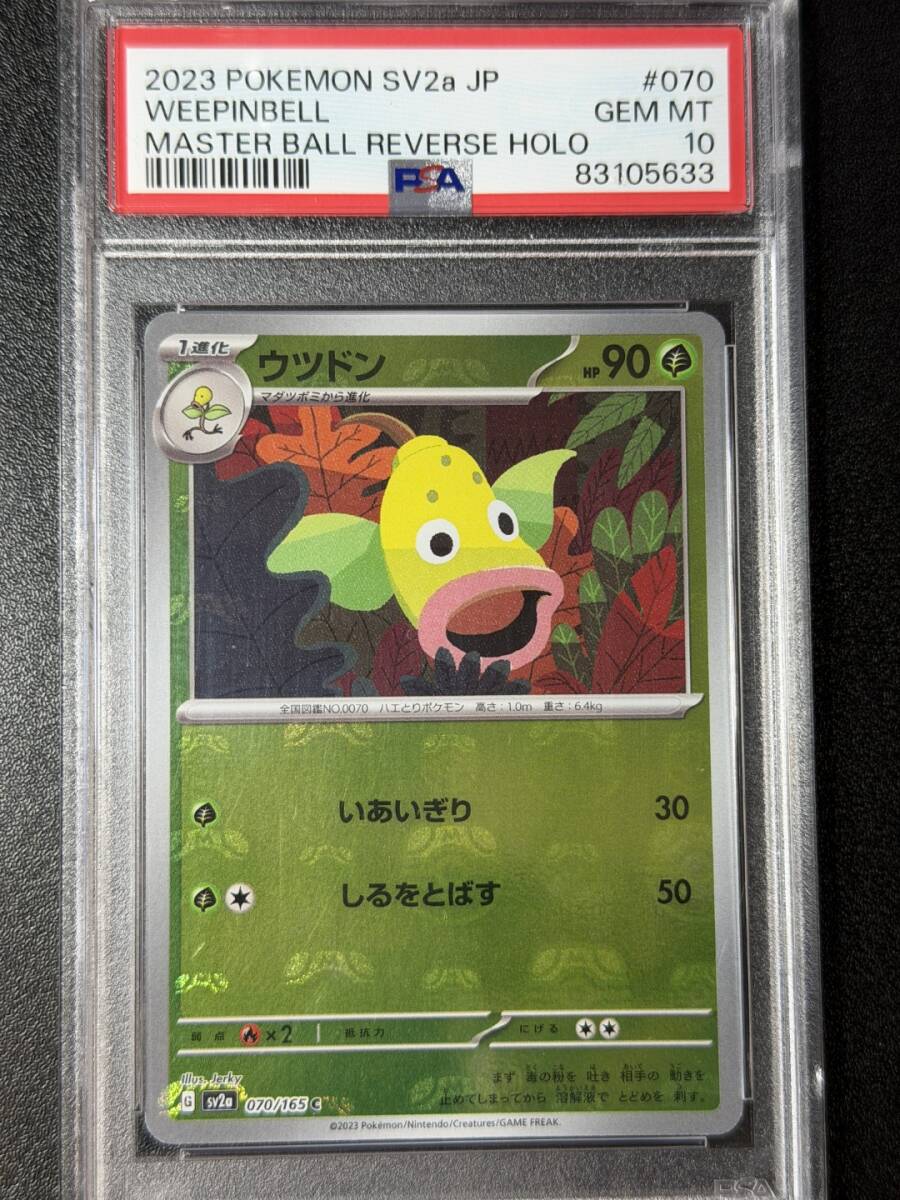 2023 POKEMON SV2a JP #070
WEEPINBELL GEM MT
MASTER BALL REVERSE HOLO 10
PSA 83105633
1進化 ウツドン HP 90
マダツボミから進化
全国図鑑NO.0070 ハエとりポケモン 高さ:1.0m 重さ:6.4kg
いあいぎり 30
しるをとばす 50
弱点 ×2 抵抗力 にげる
Illus. Jerky
まず 毒の粉を 吐き 相手の 動きを
止めてしまってから 溶解液で とどめを 刺す。
G sv2a 070/165 C
©2023 Pokémon/Nintendo/Creatures/GAME FREAK.
PSA